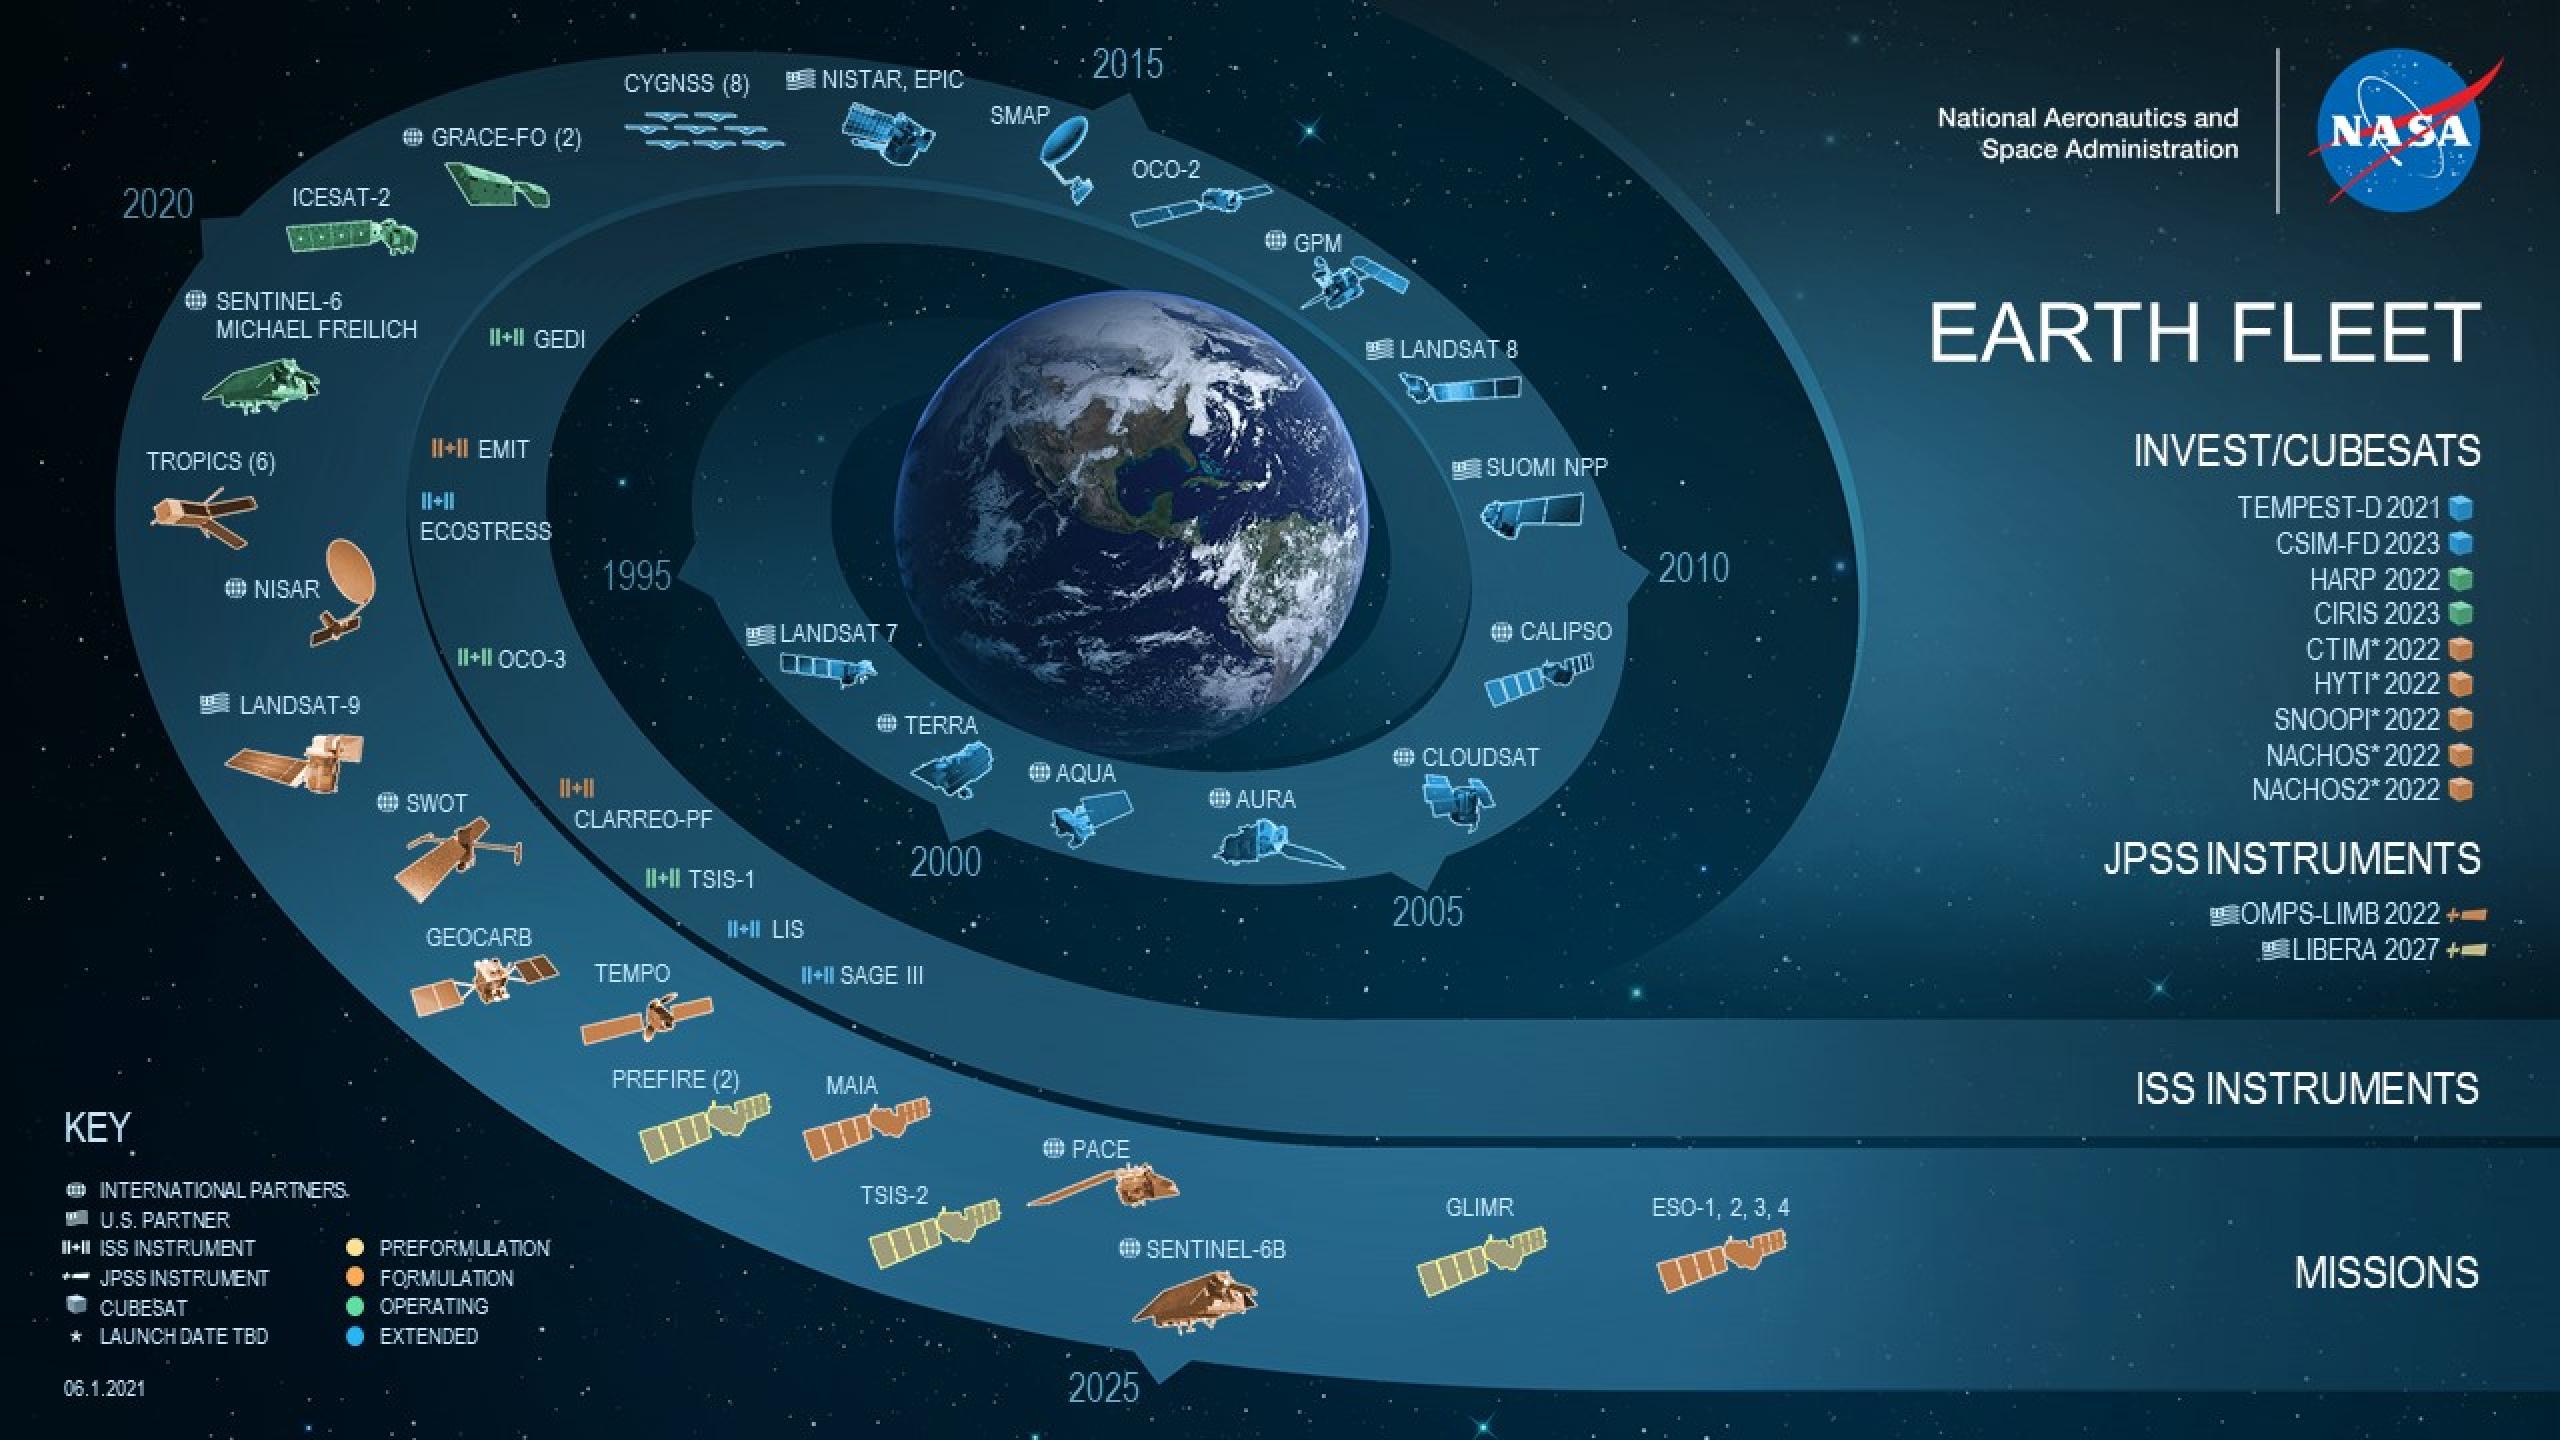 National Aeronautics and
Space Administration
NASA
EARTH FLEET
INVEST/CUBESATS
TEMPEST-D 2021
CSIM-FD 2023
HARP 2022
CIRIS 2023
CTIM* 2022
HYTI* 2022
SNOOPI* 2022
NACHOS* 2022
NACHOS2* 2022
JPSS INSTRUMENTS
OMPS-LIMB 2022
LIBERA 2027
ISS INSTRUMENTS
MISSIONS
1995
LANDSAT 7
TERRA
2000
AQUA
AURA
2005
CLOUDSAT
CALIPSO
2010
SUOMI NPP
LANDSAT 8
GPM
OCO-2
2015
SMAP
NISTAR, EPIC
CYGNSS (8)
GRACE-FO (2)
ICESAT-2
2020
SENTINEL-6
MICHAEL FREILICH
TROPICS (6)
NISAR
LANDSAT-9
SWOT
GEOCARB
TEMPO
PREFIRE (2)
MAIA
TSIS-2
PACE
SENTINEL-6B
2025
GLIMR
ESO-1, 2, 3, 4
GEDI
EMIT
ECOSTRESS
OCO-3
CLARREO-PF
TSIS-1
LIS
SAGE III
KEY
INTERNATIONAL PARTNERS
U.S. PARTNER
ISS INSTRUMENT
JPSS INSTRUMENT
CUBESAT
* LAUNCH DATE TBD
PREFORMULATION
FORMULATION
OPERATING
EXTENDED
06.1.2021